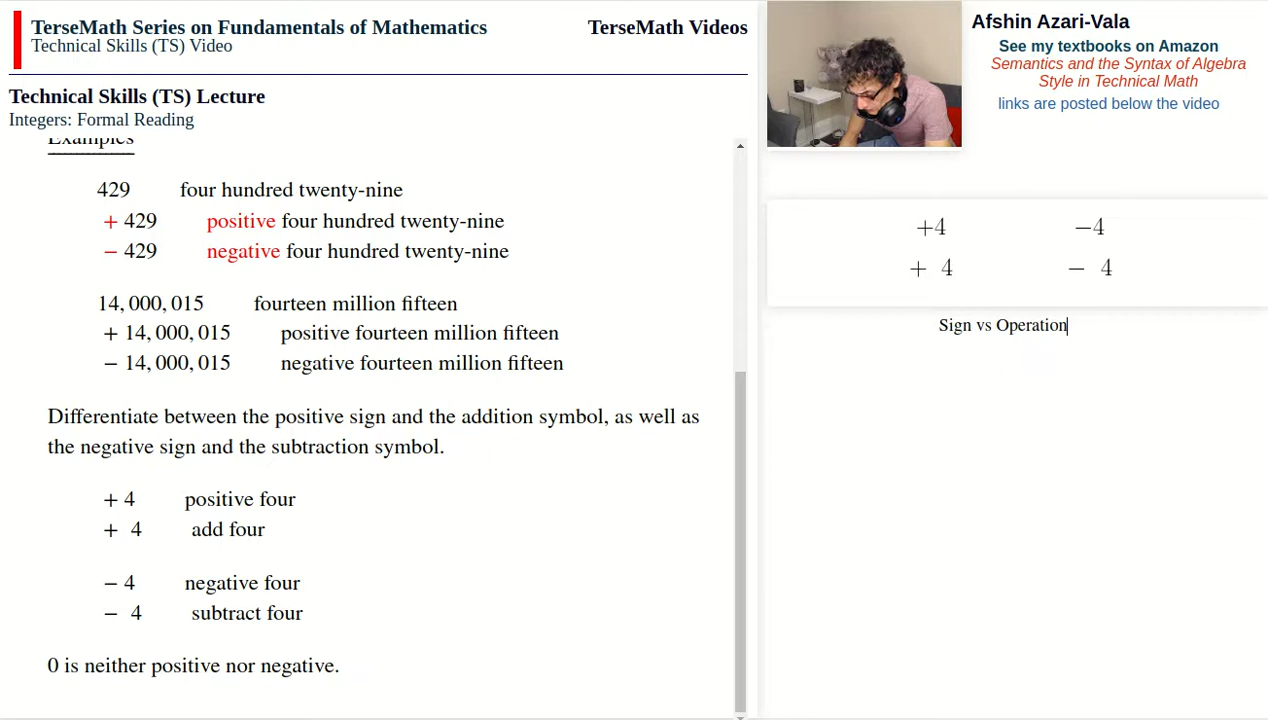 TerseMath Series on Fundamentals of Mathematics
Technical Skills (TS) Video
TerseMath Videos
Technical Skills (TS) Lecture
Integers: Formal Reading
Examples
429 four hundred twenty-nine
+ 429 positive four hundred twenty-nine
− 429 negative four hundred twenty-nine
14,000,015 fourteen million fifteen
+ 14,000,015 positive fourteen million fifteen
− 14,000,015 negative fourteen million fifteen
Differentiate between the positive sign and the addition symbol, as well as
the negative sign and the subtraction symbol.
+ 4 positive four
+ 4 add four
− 4 negative four
− 4 subtract four
0 is neither positive nor negative.
Afshin Azari-Vala
See my textbooks on Amazon
Semantics and the Syntax of Algebra
Style in Technical Math
links are posted below the video
+4 −4
+ 4 − 4
Sign vs Operation